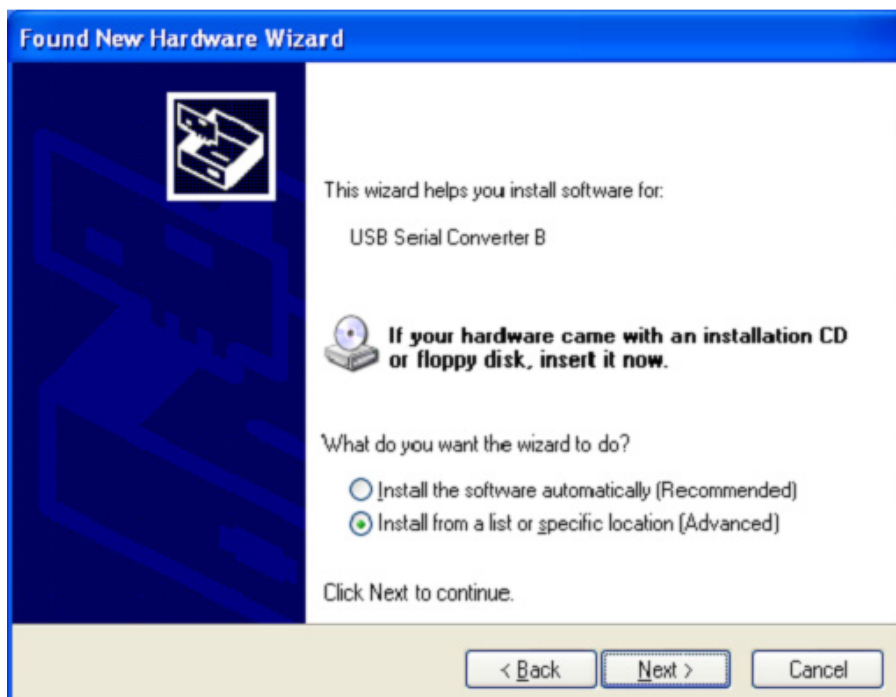 Found New Hardware Wizard
This wizard helps you install software for:
USB Serial Converter B
If your hardware came with an installation CD
or floppy disk, insert it now.
What do you want the wizard to do?
Install the software automatically (Recommended)
Install from a list or specific location (Advanced)
Click Next to continue.
< Back
Next >
Cancel